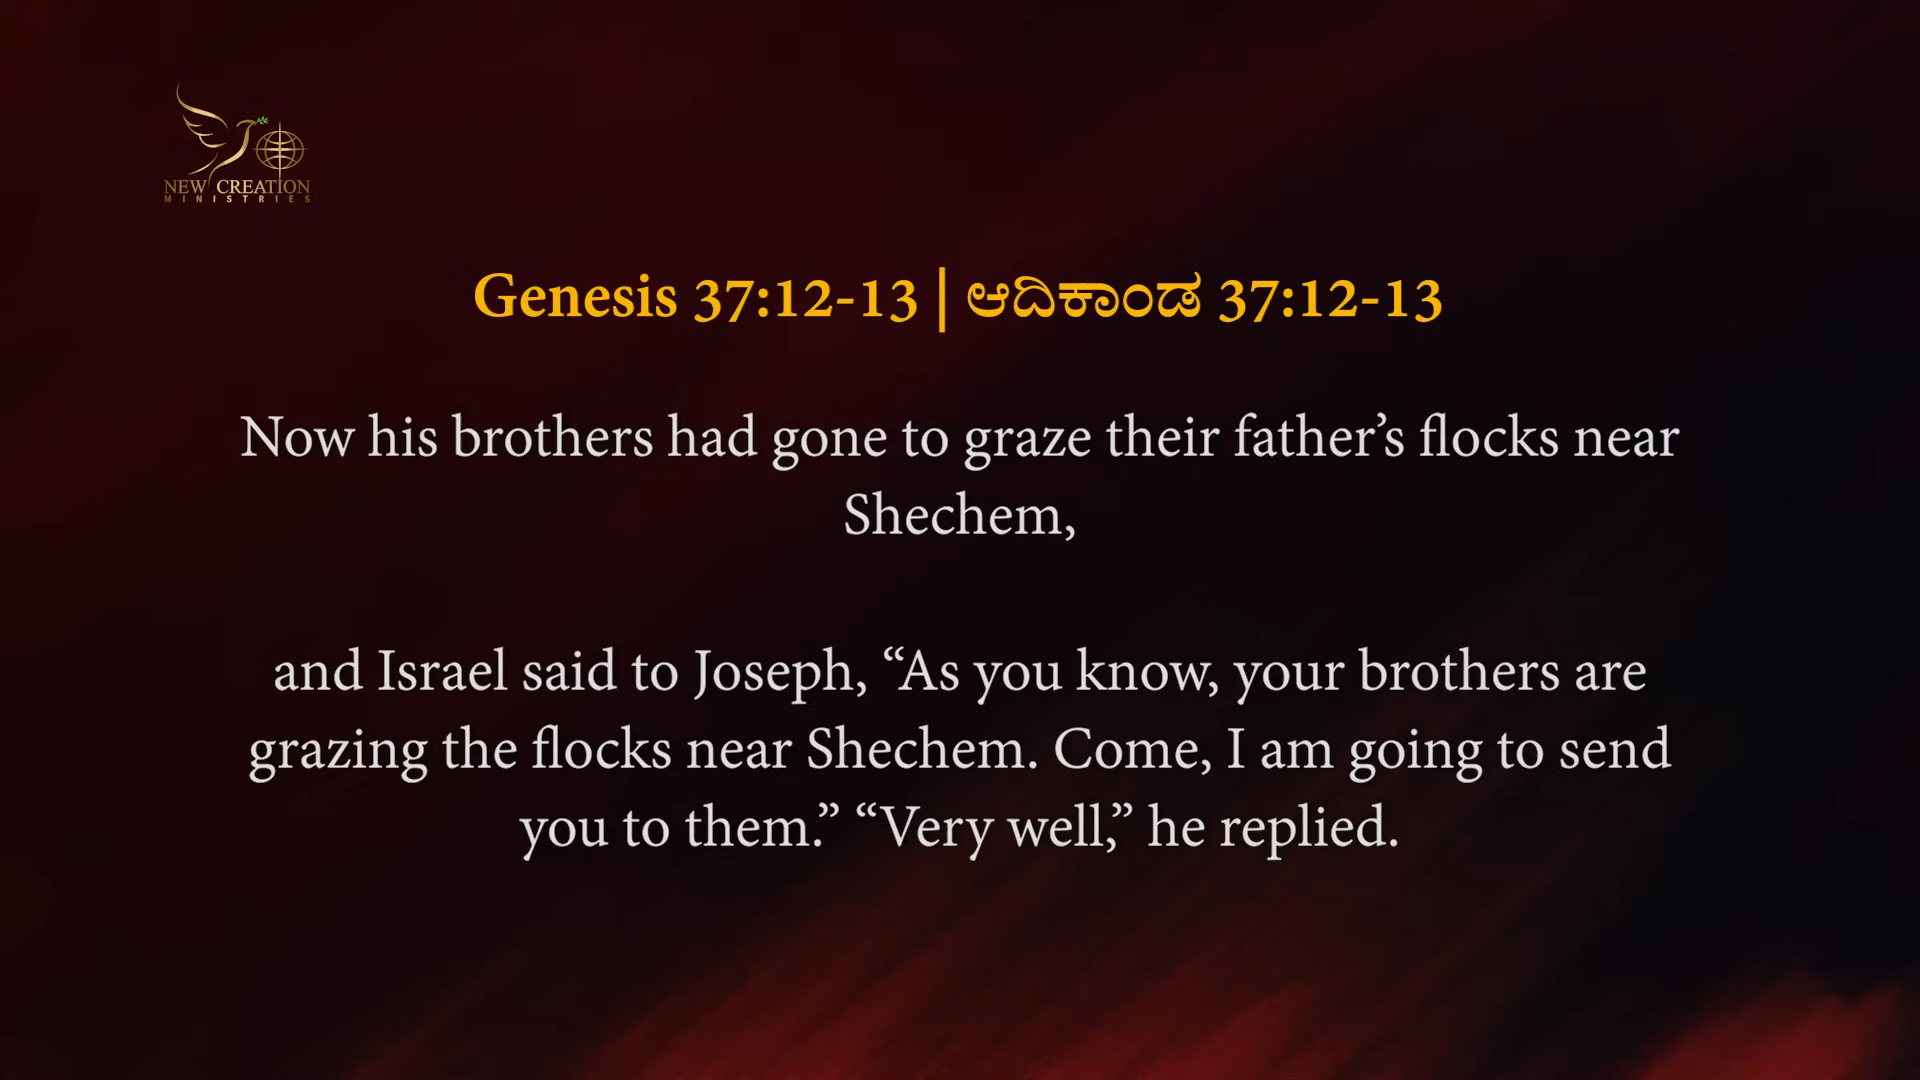 NEW CREATION
MINISTRIES
Genesis 37:12-13 | ಆದಿಕಾಂಡ 37:12-13
Now his brothers had gone to graze their father’s flocks near
Shechem,
and Israel said to Joseph, “As you know, your brothers are
grazing the flocks near Shechem. Come, I am going to send
you to them.” “Very well,” he replied.